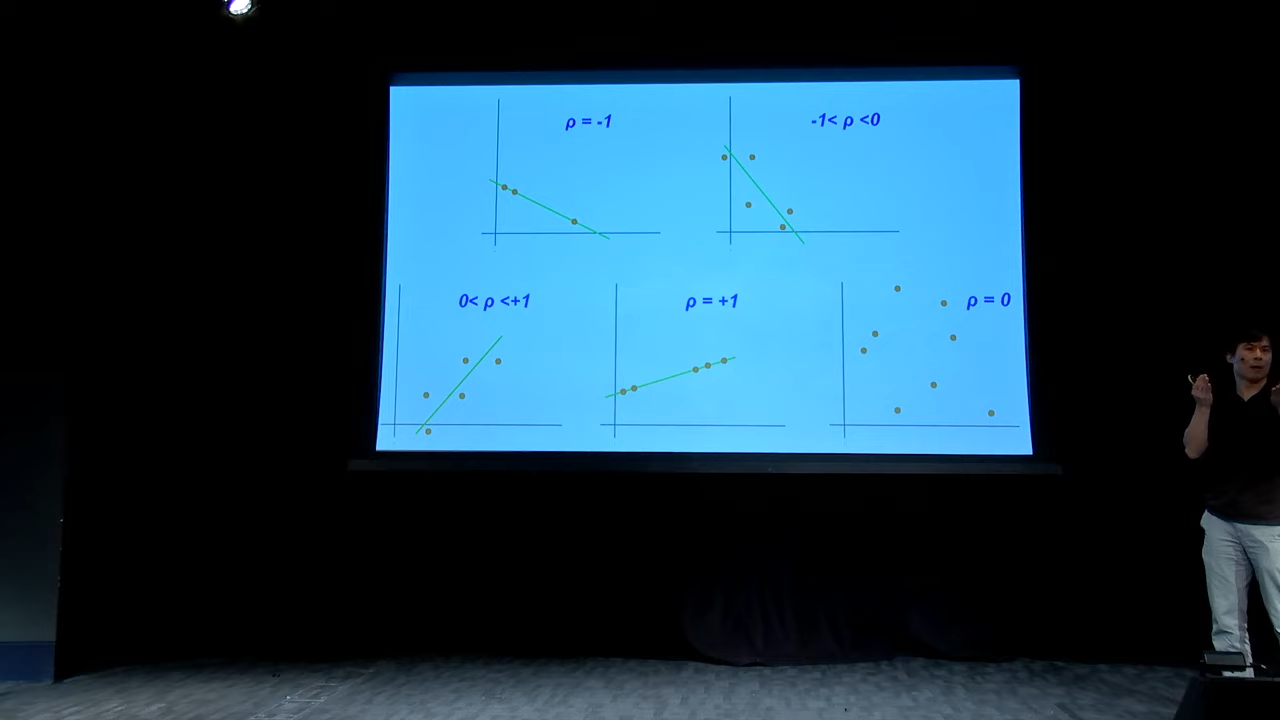 ρ = -1
-1< ρ <0
0< ρ <+1
ρ = +1
ρ = 0